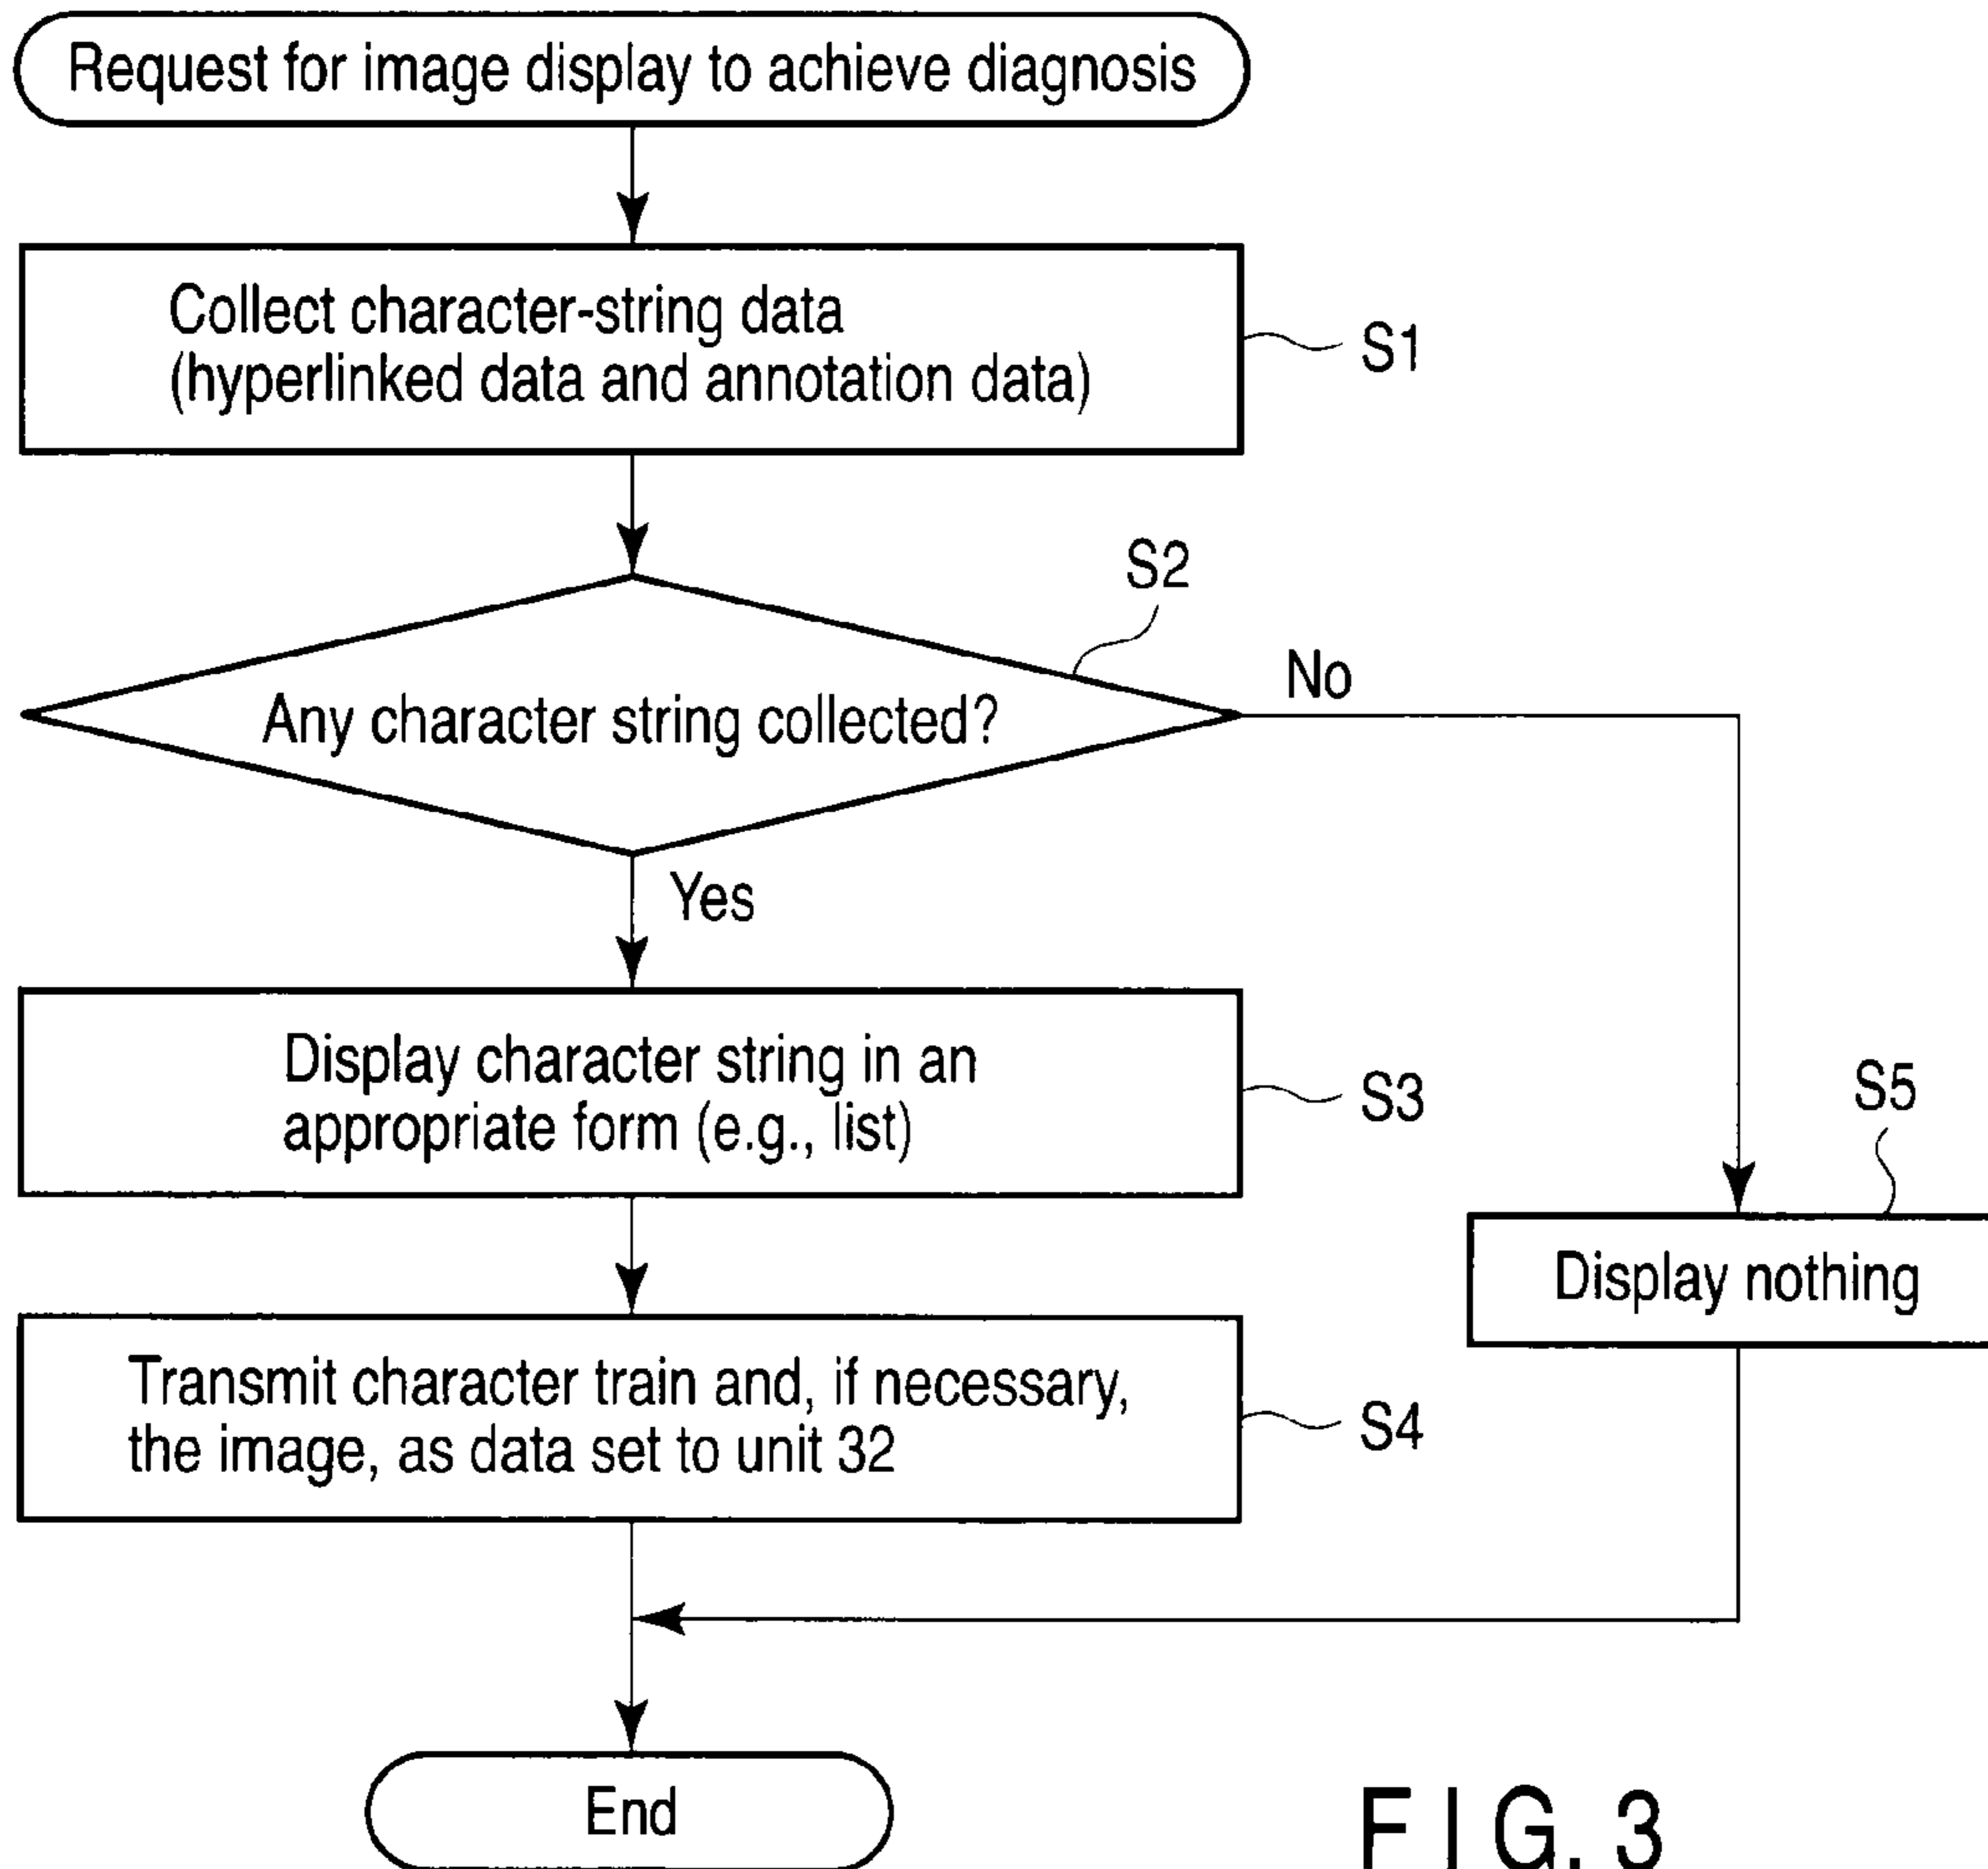 Request for image display to achieve diagnosis
Collect character-string data
(hyperlinked data and annotation data)
S1
S2
Any character string collected?
No
Yes
Display character string in an
appropriate form (e.g., list)
S3
S5
Display nothing
Transmit character train and, if necessary,
the image, as data set to unit 32
S4
End
FIG. 3